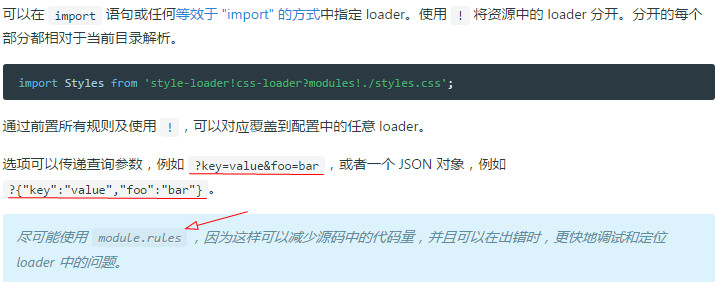 可以在 import 语句或任何等效于 "import" 的方式中指定 loader。使用 ! 将资源中的 loader 分开。分开的每个
部分都相对于当前目录解析。
import Styles from 'style-loader!css-loader?modules!./styles.css';
通过前置所有规则及使用 ! ，可以对应覆盖到配置中的任意 loader。
选项可以传递查询参数，例如 ?key=value&foo=bar ，或者一个 JSON 对象，例如
?{"key":"value","foo":"bar"} 。
尽可能使用 module.rules ，因为这样可以减少源码中的代码量，并且可以在出错时，更快地调试和定位
loader 中的问题。